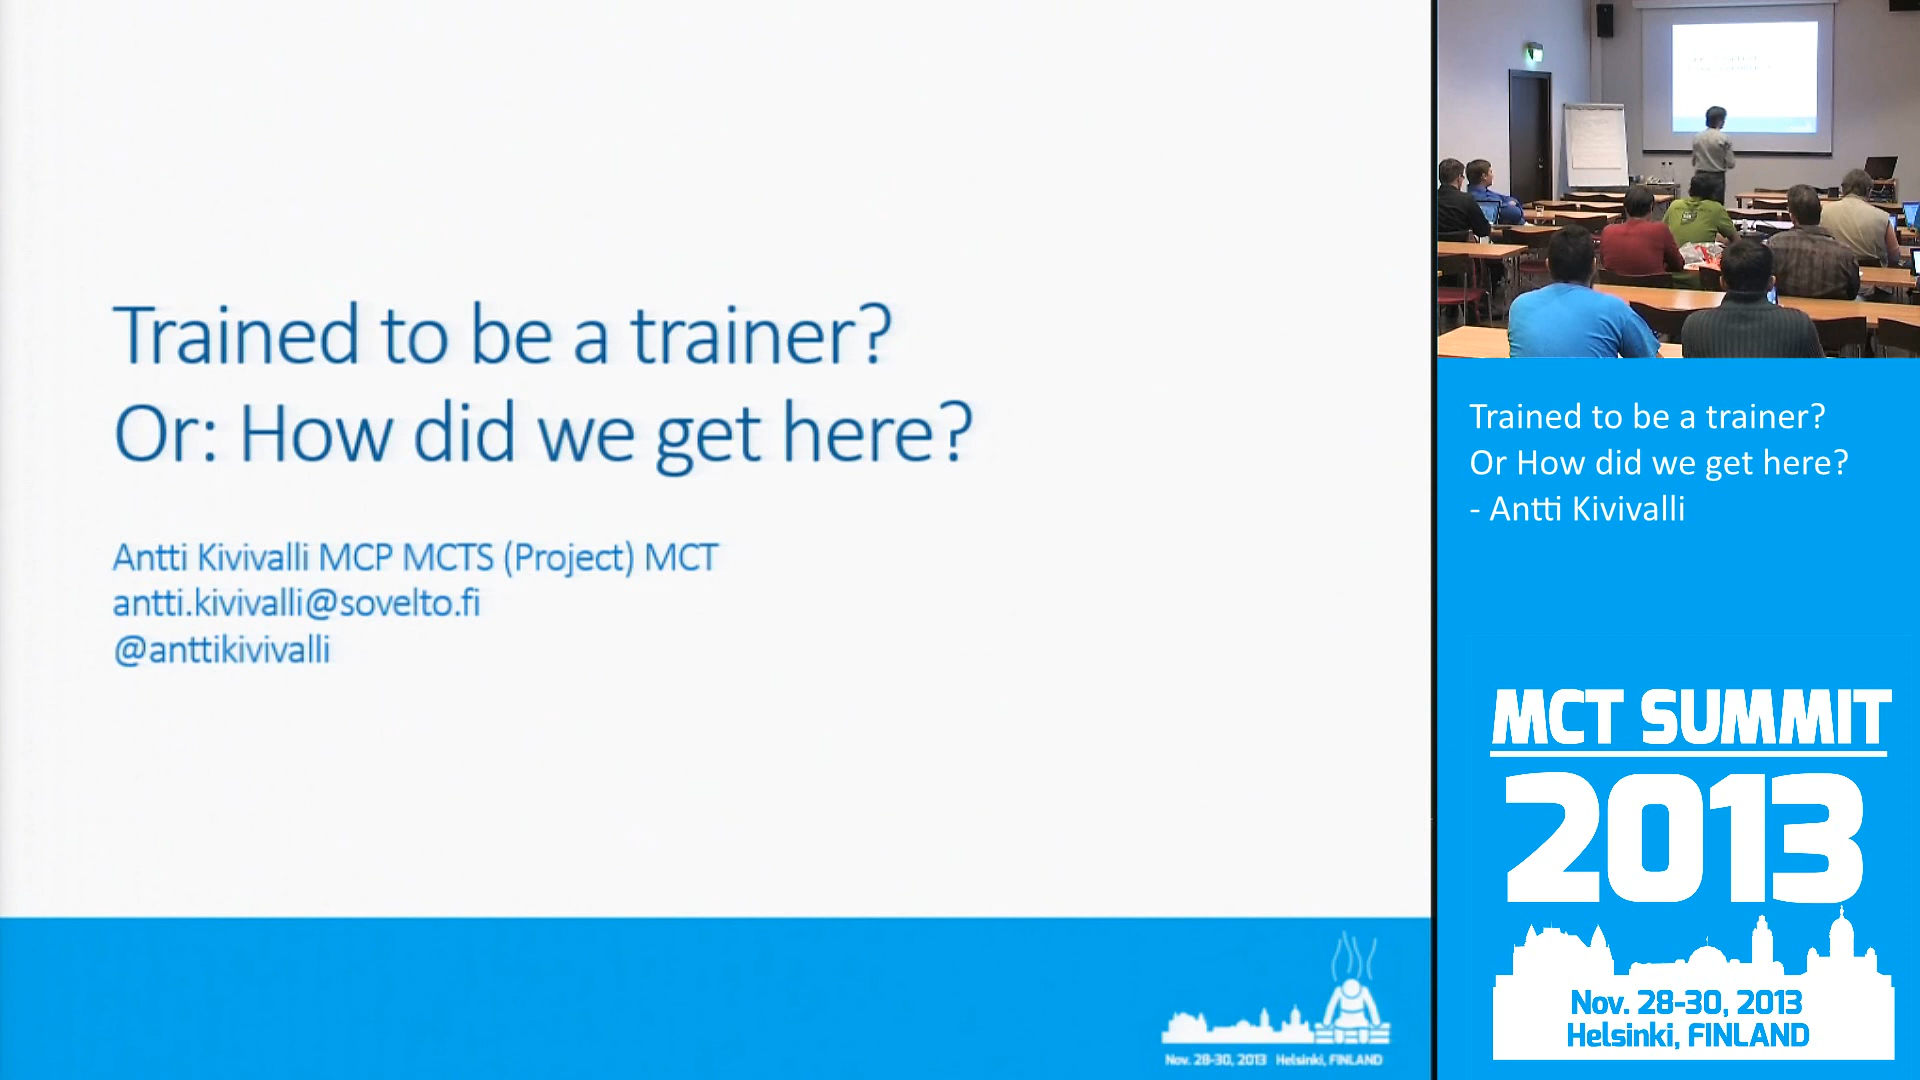 Trained to be a trainer?
Or: How did we get here?
Antti Kivivalli MCP MCTS (Project) MCT
antti.kivivalli@sovelto.fi
@anttikivivalli
Nov. 28-30, 2013 Helsinki, FINLAND
Trained to be a trainer?
Or How did we get here?
- Antti Kivivalli
MCT SUMMIT
2013
Nov. 28-30, 2013
Helsinki, FINLAND